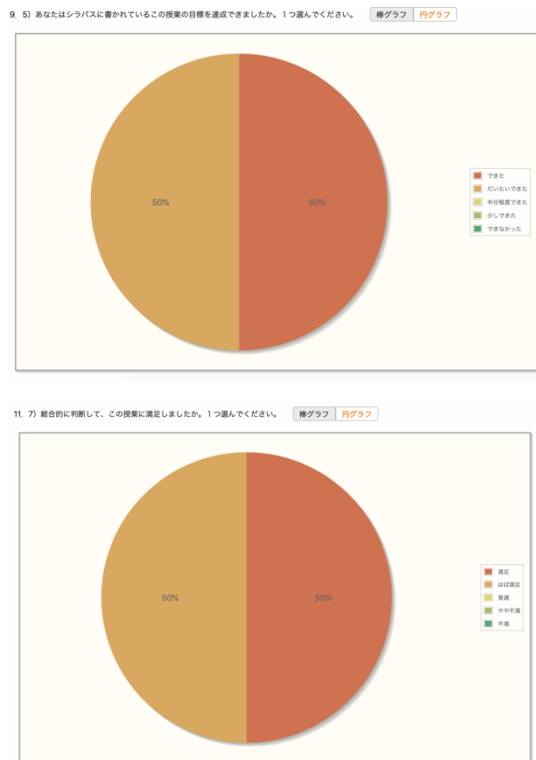 9. 5）あなたはシラバスに書かれているこの授業の目標を達成できましたか。1つ選んでください。 棒グラフ 円グラフ
50% 50%
できた
だいたいできた
半分程度できた
少しできた
できなかった
11. 7）総合的に判断して、この授業に満足しましたか。1つ選んでください。 棒グラフ 円グラフ
50% 50%
満足
ほぼ満足
普通
やや不満
不満